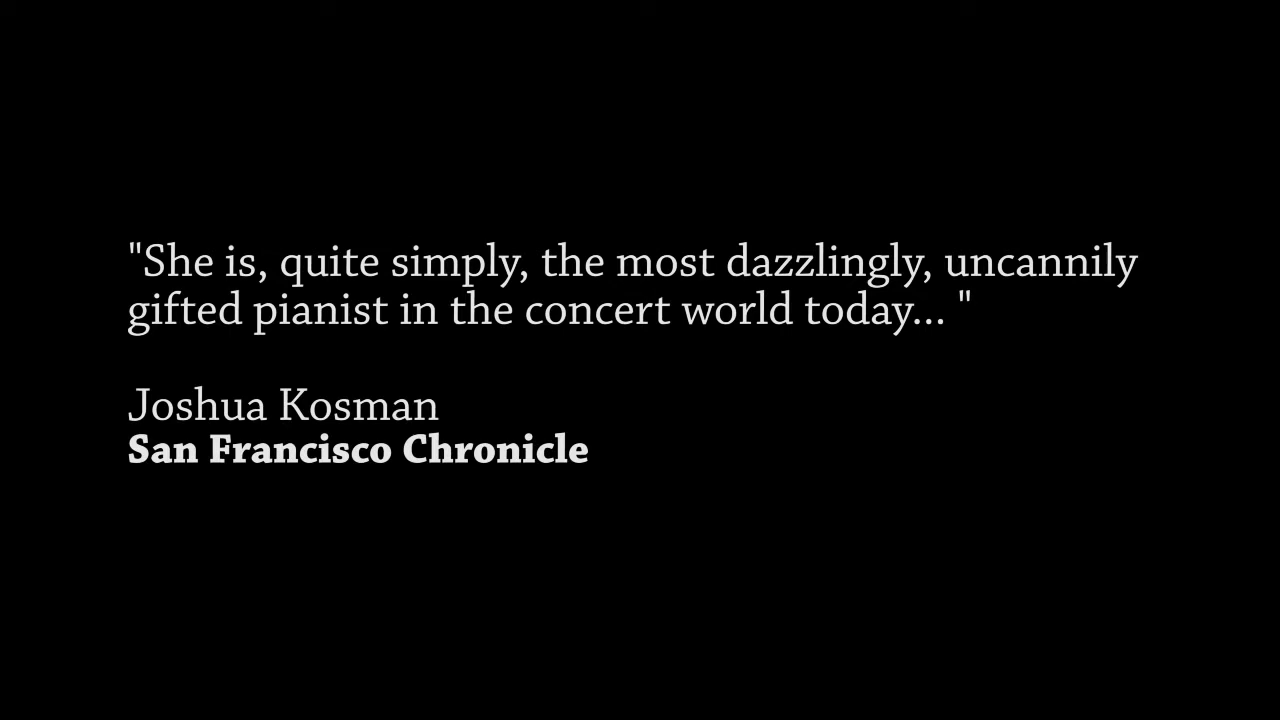 "She is, quite simply, the most dazzlingly, uncannily
gifted pianist in the concert world today... "
Joshua Kosman
San Francisco Chronicle